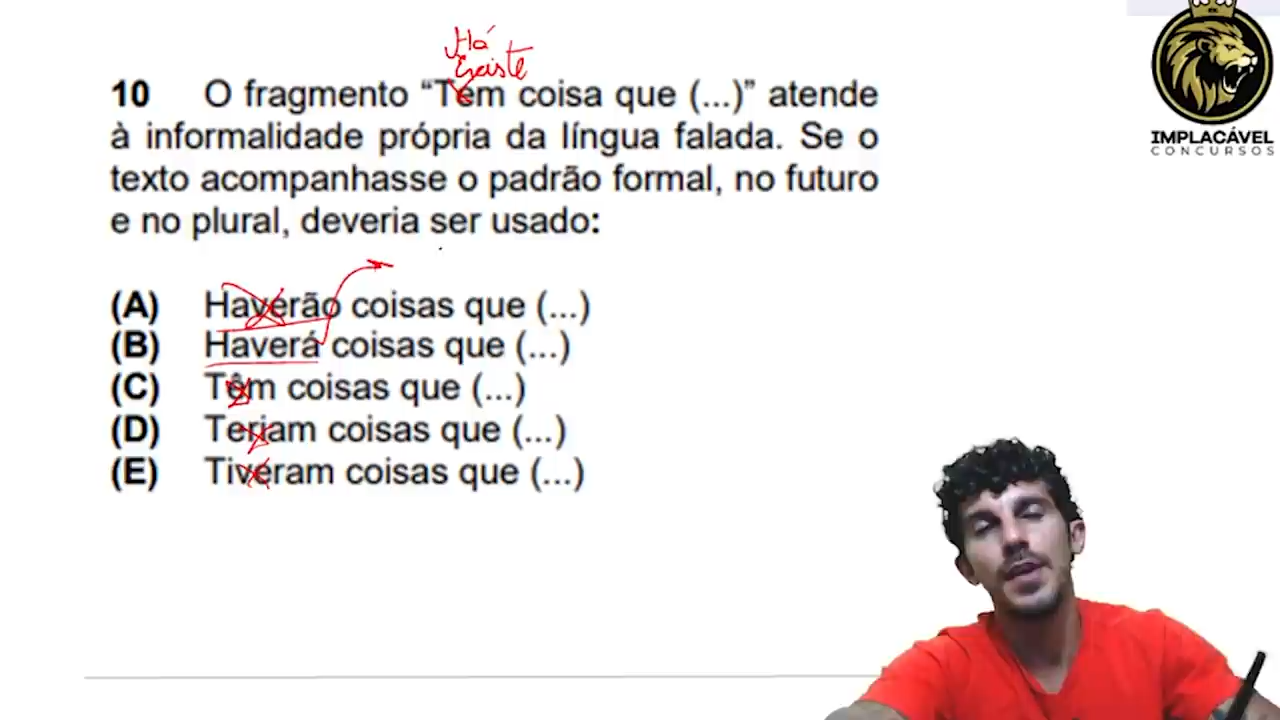 Há
Existe
10 O fragmento “Tem coisa que (...)” atende
à informalidade própria da língua falada. Se o
texto acompanhasse o padrão formal, no futuro
e no plural, deveria ser usado:
(A) Haverão coisas que (...)
(B) Haverá coisas que (...)
(C) Têm coisas que (...)
(D) Teriam coisas que (...)
(E) Tiveram coisas que (...)
IMPLACÁVEL
CONCURSOS